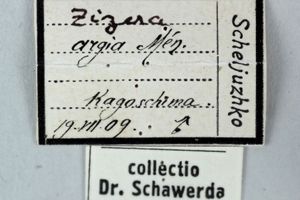 Zizera
argia Mén.
Kagoschima.
19.VII.09. ↑
Scheljuzhko
collectio
Dr. Schawerda